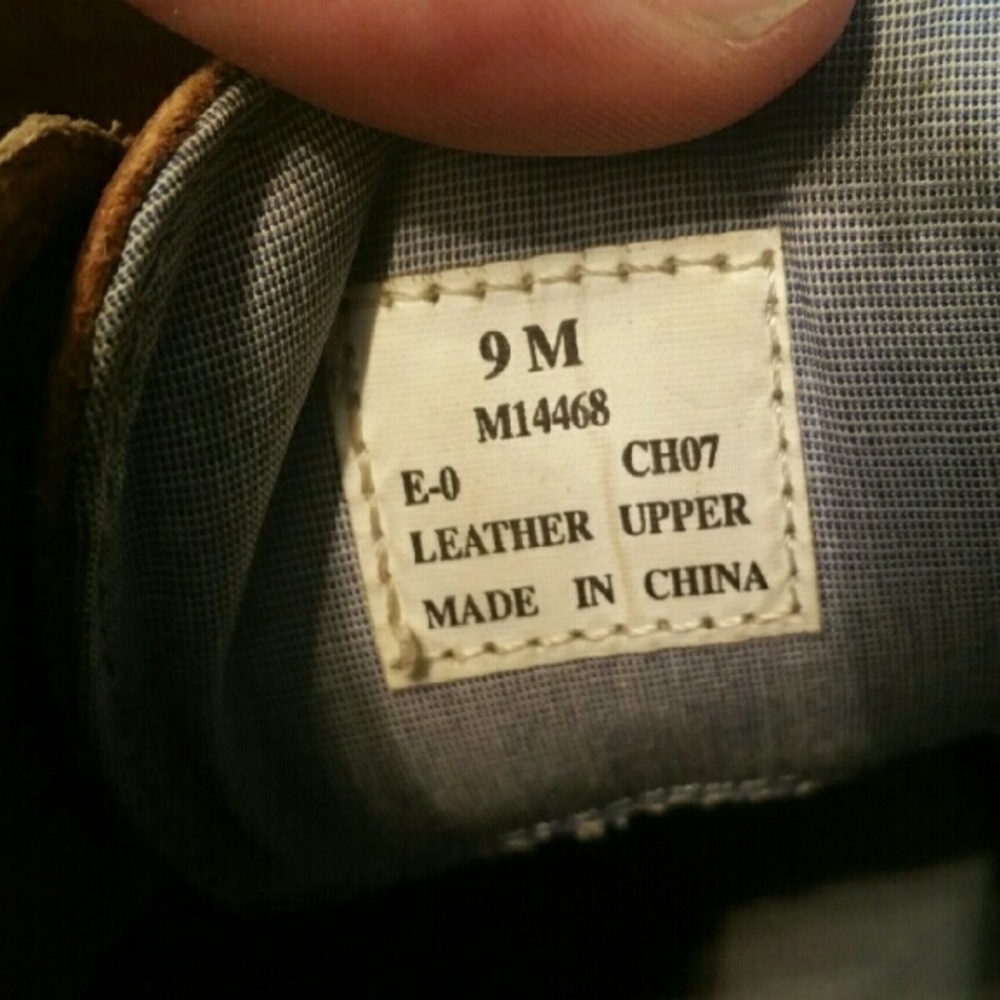 9 M
M14468
E-0 CH07
LEATHER UPPER
MADE IN CHINA